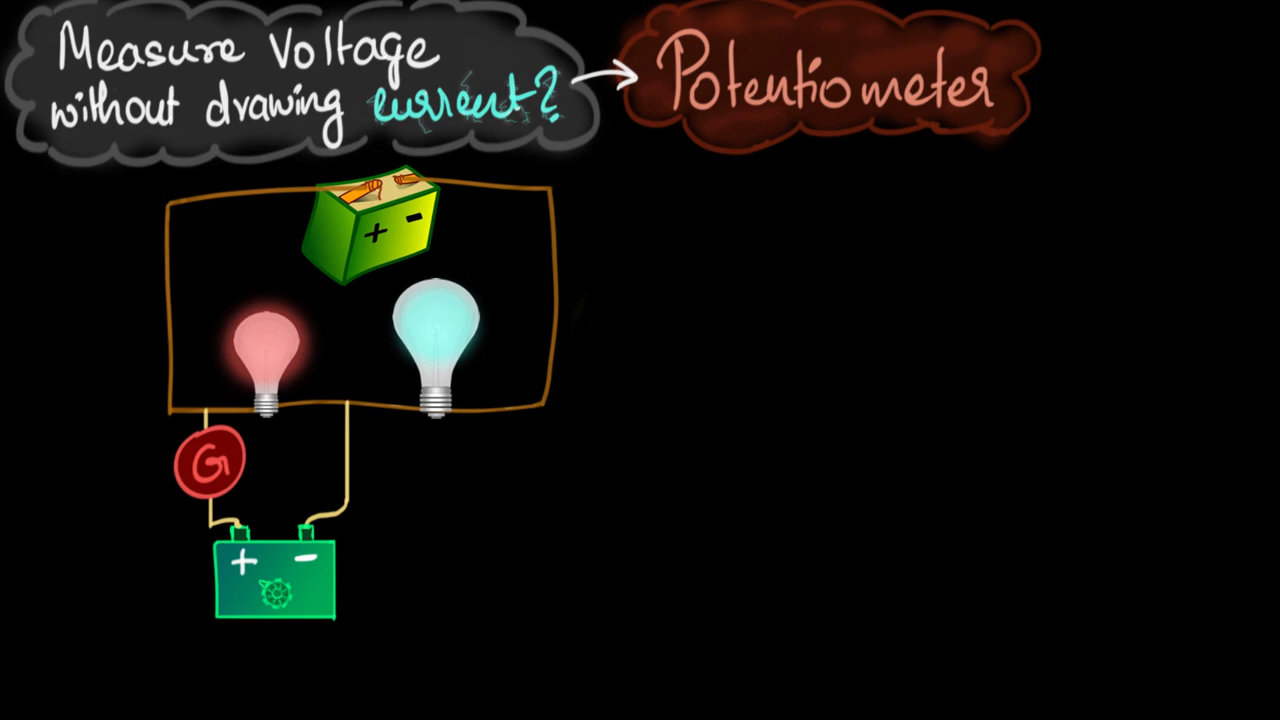 Measure Voltage
without drawing current?
Potentiometer
+ -
G
+ -